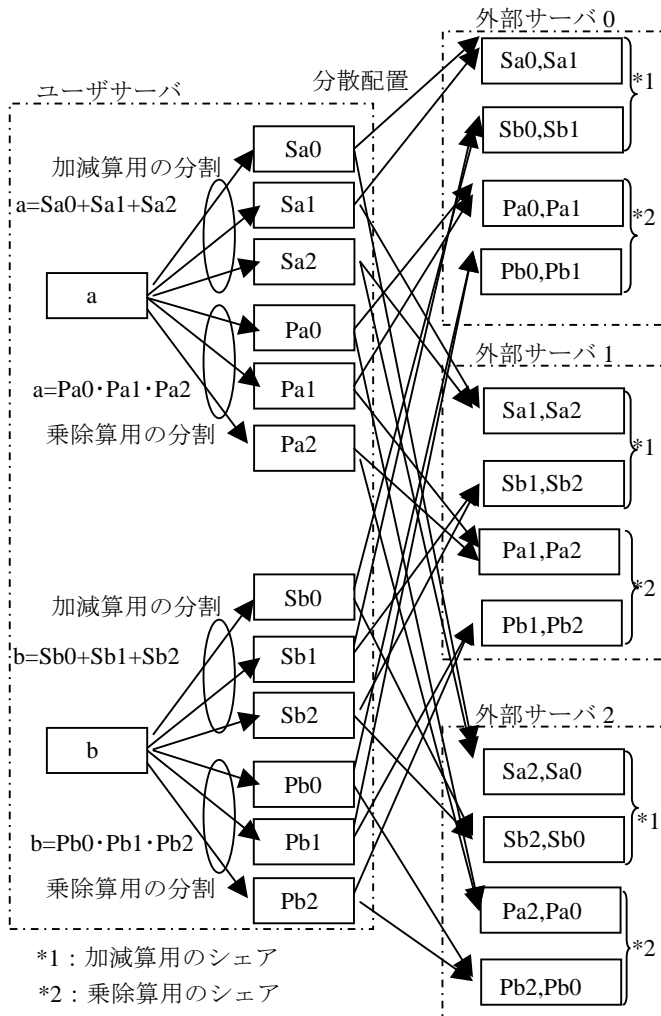 ユーザサーバ
分散配置
加減算用の分割
a=Sa0+Sa1+Sa2
a
a=Pa0･Pa1･Pa2
乗除算用の分割
Sa0
Sa1
Sa2
Pa0
Pa1
Pa2
加減算用の分割
b=Sb0+Sb1+Sb2
b
b=Pb0･Pb1･Pb2
乗除算用の分割
Sb0
Sb1
Sb2
Pb0
Pb1
Pb2
外部サーバ 0
Sa0,Sa1
Sb0,Sb1
*1
Pa0,Pa1
Pb0,Pb1
*2
外部サーバ 1
Sa1,Sa2
Sb1,Sb2
*1
Pa1,Pa2
Pb1,Pb2
*2
外部サーバ 2
Sa2,Sa0
Sb2,Sb0
*1
Pa2,Pa0
Pb2,Pb0
*2
*1：加減算用のシェア
*2：乗除算用のシェア